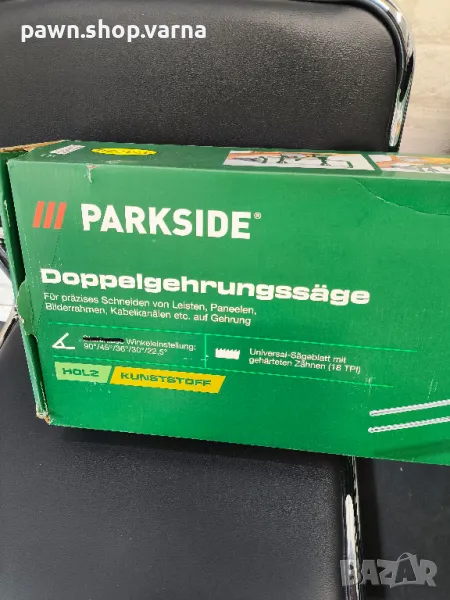 pawn.shop.varna
PARKSIDE®
Doppelgehrungssäge
Für präzises Schneiden von Leisten, Paneelen,
Bilderrahmen, Kabelkanälen etc. auf Gehrung
Winkeleinstellung:
90°/45°/36°/30°/22,5°
Universal-Sägeblatt mit
gehärteten Zähnen (18 TPI)
HOLZ / KUNSTSTOFF
BAZAR